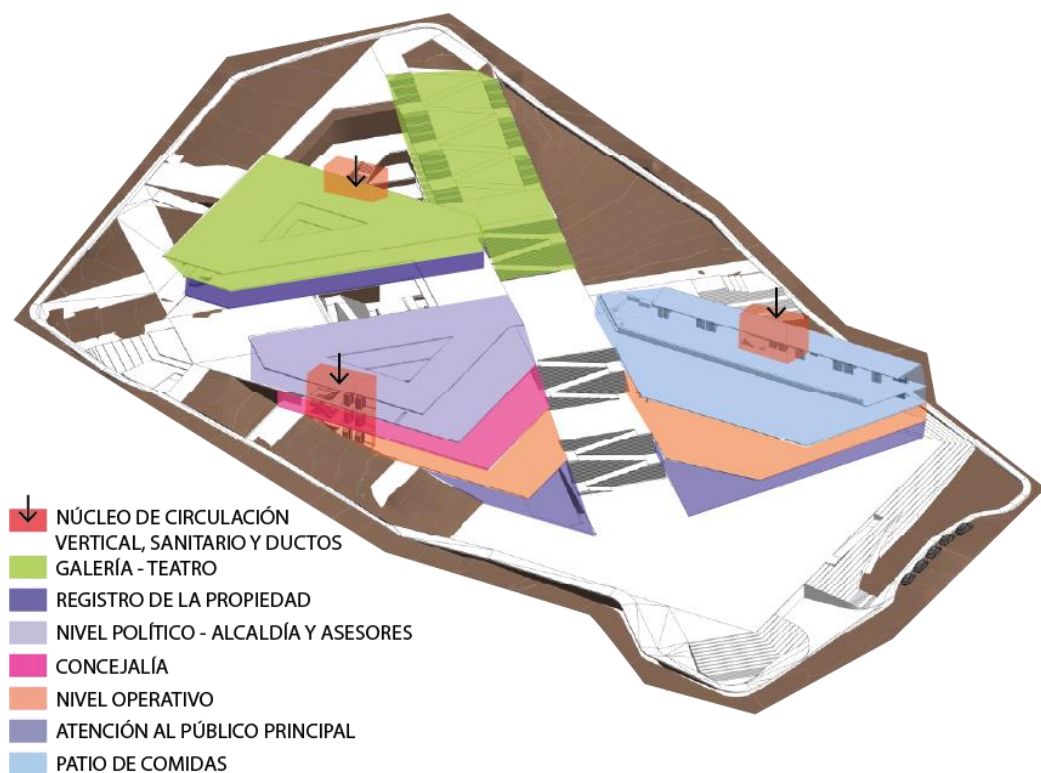 NÚCLEO DE CIRCULACIÓN
VERTICAL, SANITARIO Y DUCTOS
GALERÍA - TEATRO
REGISTRO DE LA PROPIEDAD
NIVEL POLÍTICO - ALCALDÍA Y ASESORES
CONCEJALÍA
NIVEL OPERATIVO
ATENCIÓN AL PÚBLICO PRINCIPAL
PATIO DE COMIDAS